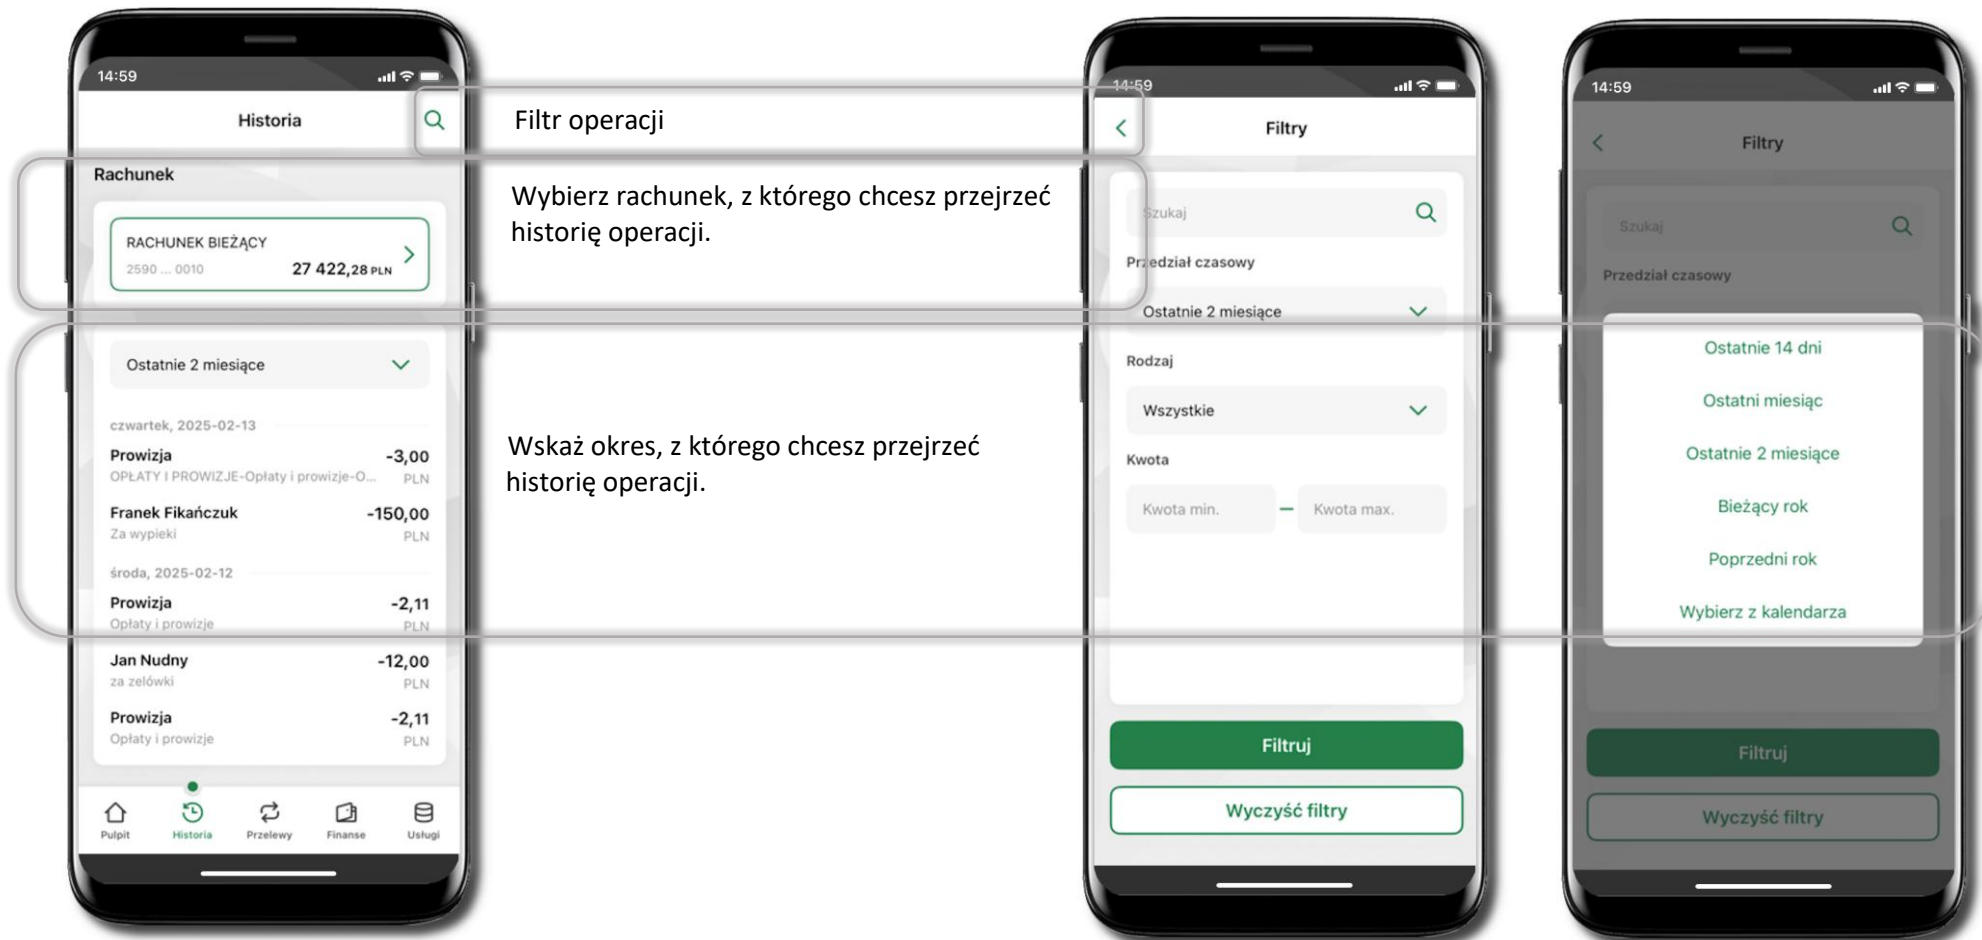 14:59
Historia
Rachunek
RACHUNEK BIEŻĄCY
2590 ... 0010 27 422,28 PLN
Ostatnie 2 miesiące
czwartek, 2025-02-13
Prowizja -3,00
OPŁATY I PROWIZJE-Opłaty i prowizje-O... PLN
Franek Fikańczuk -150,00
Za wypieki PLN
środa, 2025-02-12
Prowizja -2,11
Opłaty i prowizje PLN
Jan Nudny -12,00
za zelówki PLN
Prowizja -2,11
Opłaty i prowizje PLN
Pulpit Historia Przelewy Finanse Usługi
Filtr operacji
Wybierz rachunek, z którego chcesz przejrzeć
historię operacji.
Wskaż okres, z którego chcesz przejrzeć
historię operacji.
14:59
Filtry
Szukaj
Przedział czasowy
Ostatnie 2 miesiące
Rodzaj
Wszystkie
Kwota
Kwota min. – Kwota max.
Filtruj
Wyczyść filtry
14:59
Filtry
Szukaj
Przedział czasowy
Ostatnie 14 dni
Ostatni miesiąc
Ostatnie 2 miesiące
Bieżący rok
Poprzedni rok
Wybierz z kalendarza
Filtruj
Wyczyść filtry